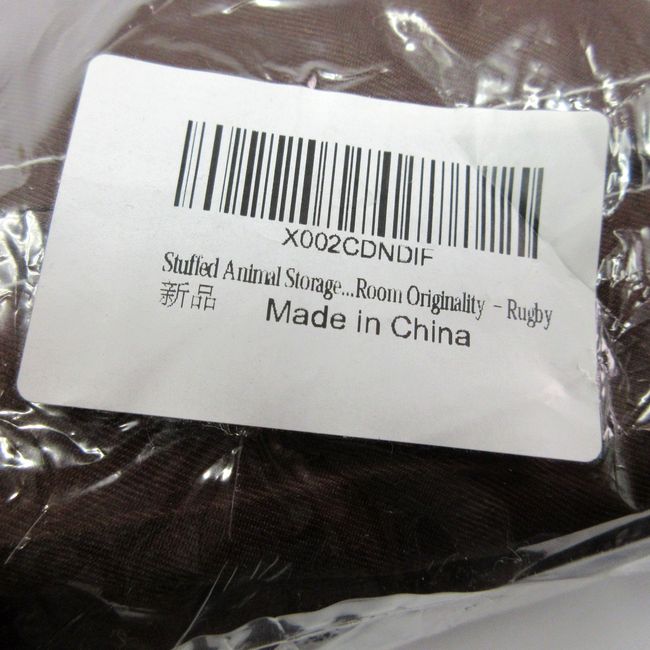 X002CDNDIF
Stuffed Animal Storage...Room Originality - Rugby
新品
Made in China